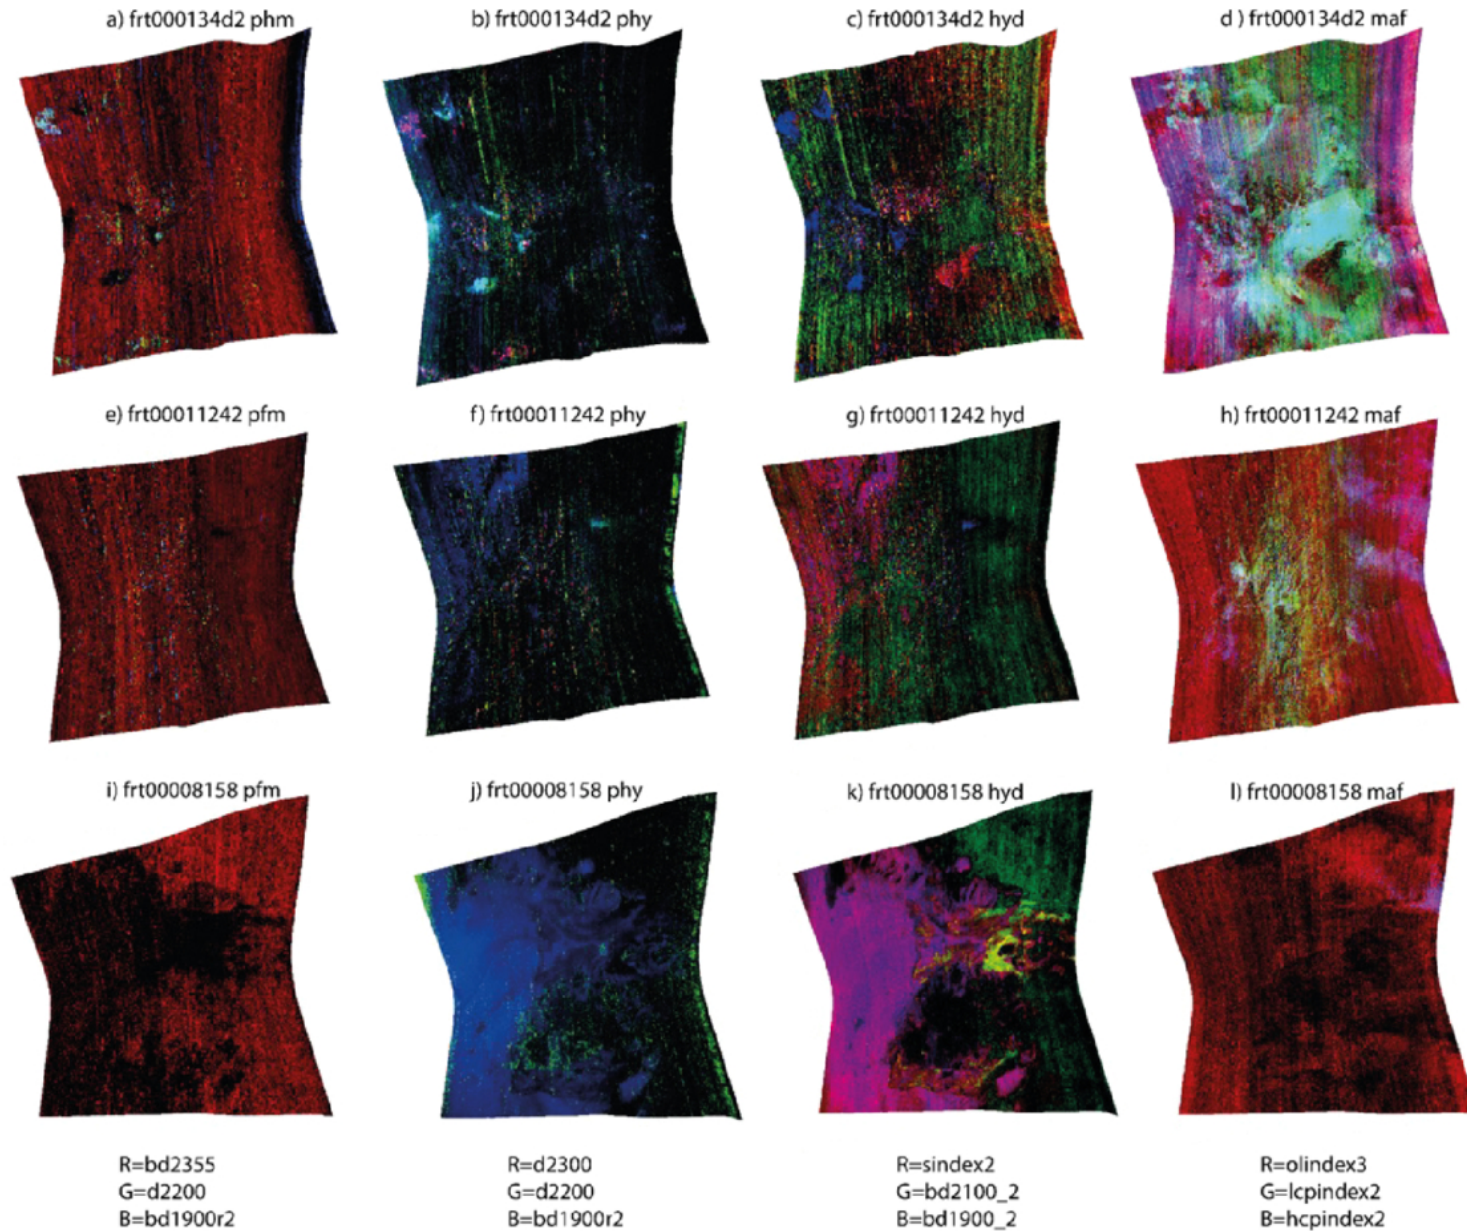 a) frt000134d2 phm
b) frt000134d2 phy
c) frt000134d2 hyd
d ) frt000134d2 maf
e) frt00011242 pfm
f) frt00011242 phy
g) frt00011242 hyd
h) frt00011242 maf
i) frt00008158 pfm
j) frt00008158 phy
k) frt00008158 hyd
l) frt00008158 maf
R=bd2355
G=d2200
B=bd1900r2
R=d2300
G=d2200
B=bd1900r2
R=sindex2
G=bd2100_2
B=bd1900_2
R=olindex3
G=lcpindex2
B=hcpindex2